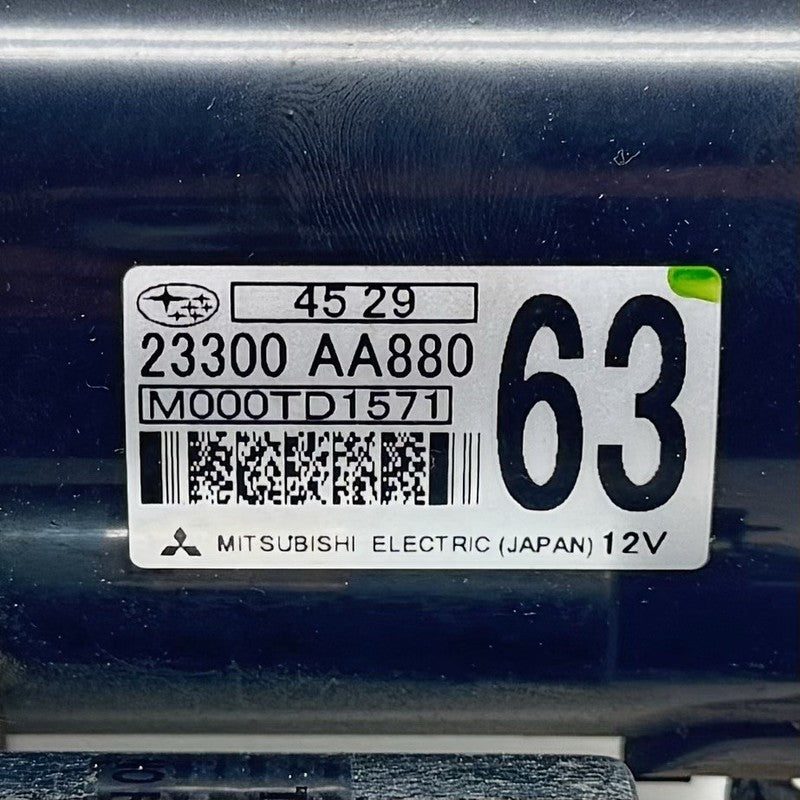 45 29
23300 AA880
M000TD1571
63
MITSUBISHI ELECTRIC (JAPAN) 12V